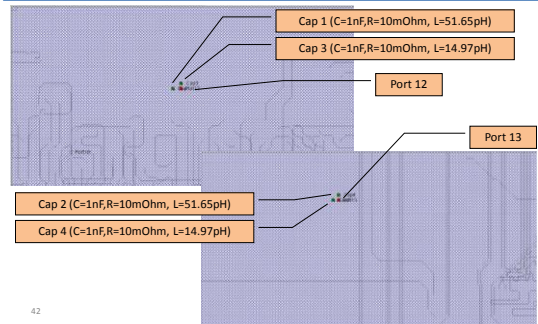 Cap 1 (C=1nF,R=10mOhm, L=51.65pH)
Cap 3 (C=1nF,R=10mOhm, L=14.97pH)
Port 12
Port 13
Cap 2 (C=1nF,R=10mOhm, L=51.65pH)
Cap 4 (C=1nF,R=10mOhm, L=14.97pH)
42